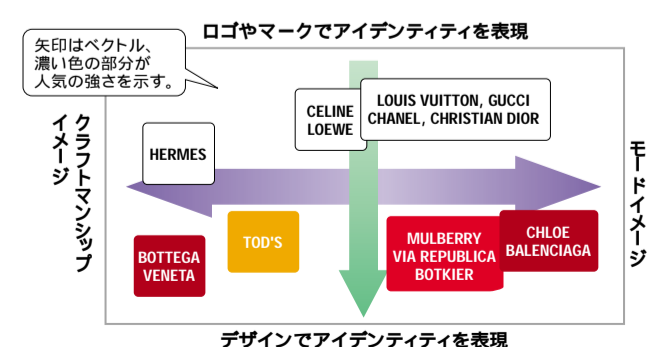 ロゴやマークでアイデンティティを表現
矢印はベクトル、
濃い色の部分が
人気の強さを示す。
クラフトマンシップ
イメージ
HERMES
CELINE
LOEWE
LOUIS VUITTON, GUCCI
CHANEL, CHRISTIAN DIOR
モードイメージ
BOTTEGA
VENETA
TOD'S
MULBERRY
VIA REPUBLICA
BOTKIER
CHLOE
BALENCIAGA
デザインでアイデンティティを表現